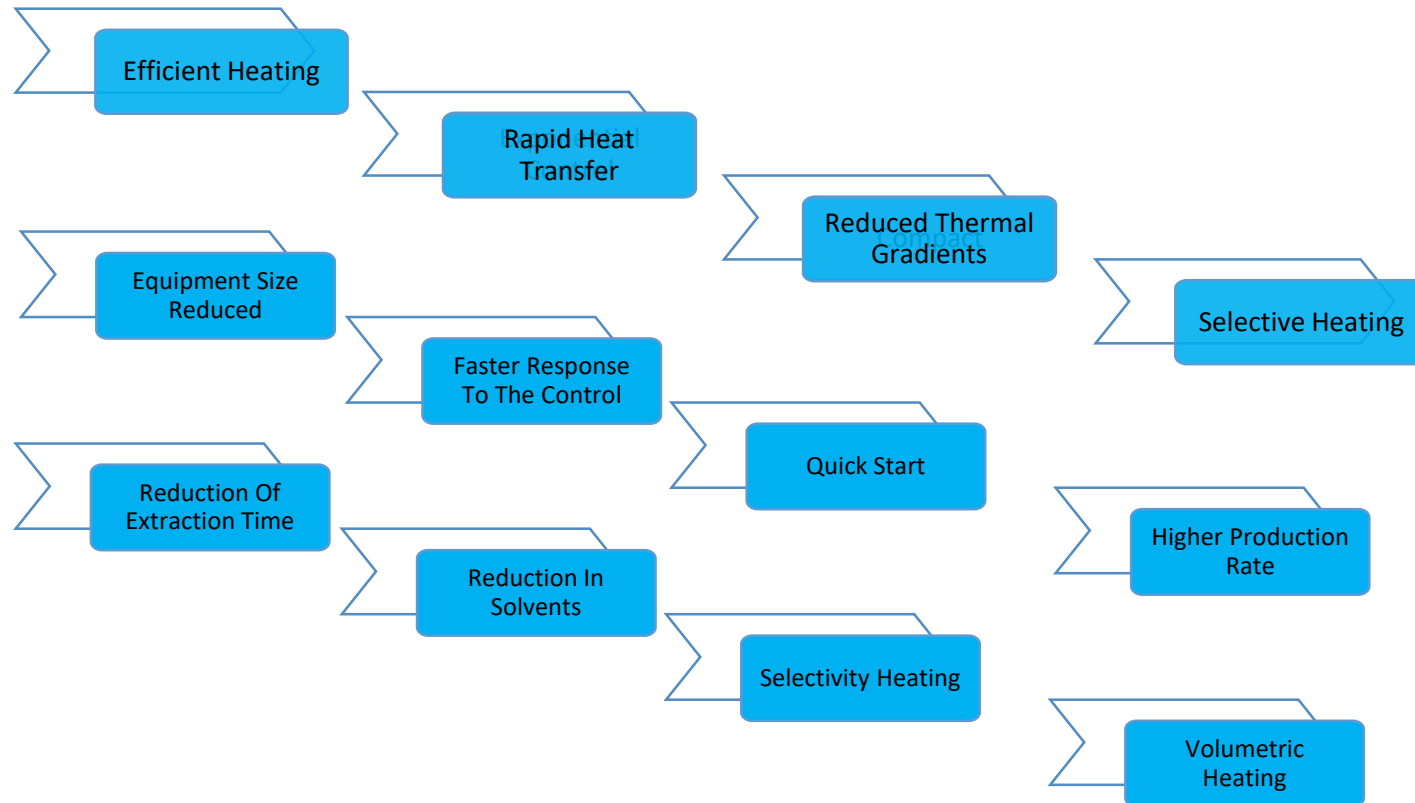 Efficient Heating
Rapid Heat
Transfer
Reduced Thermal
Gradients
Compact
Selective Heating
Equipment Size
Reduced
Faster Response
To The Control
Quick Start
Higher Production
Rate
Reduction Of
Extraction Time
Reduction In
Solvents
Selectivity Heating
Volumetric
Heating